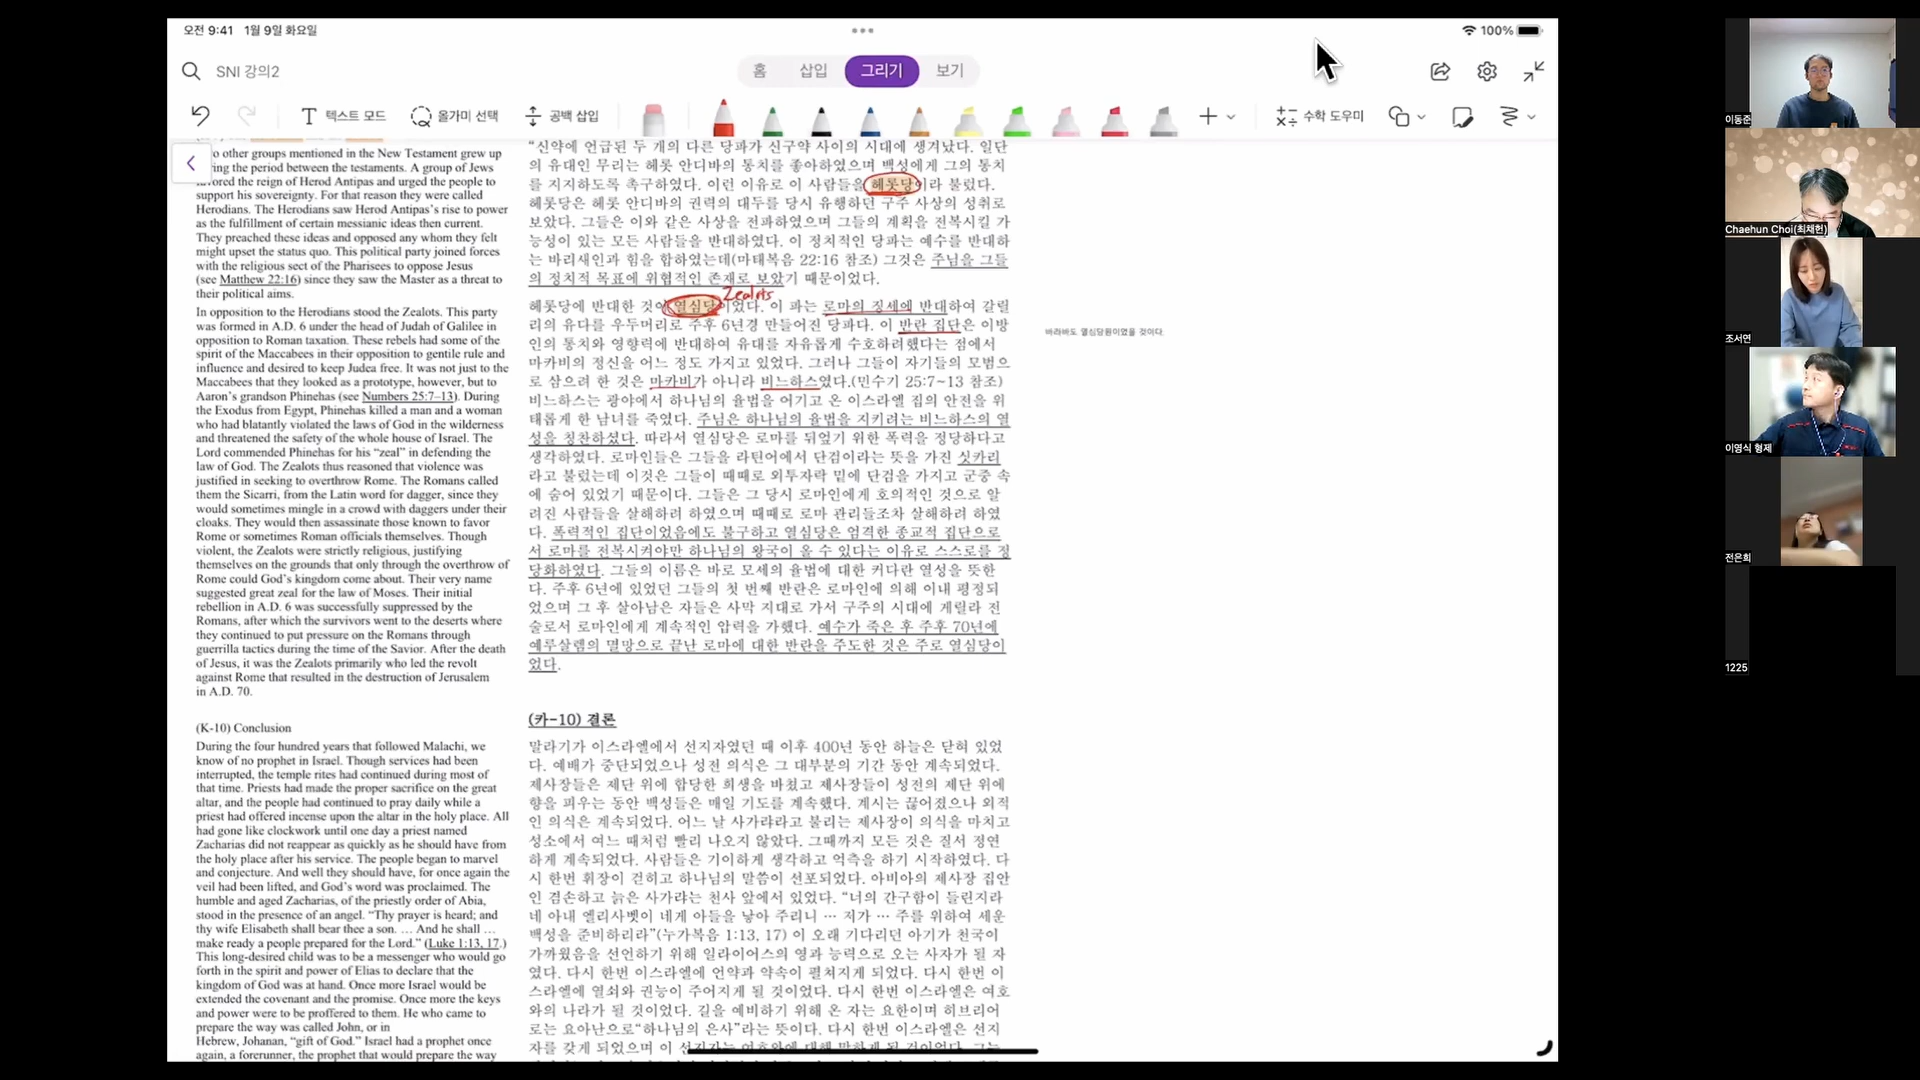 오전 9:41 1월 9일 화요일
100%
SNI 강의2
홈 삽입 그리기 보기
텍스트 모드 올가미 선택 공백 삽입 수학 도우미
o other groups mentioned in the New Testament grew up
ring the period between the testaments. A group of Jews
vored the reign of Herod Antipas and urged the people to
support his sovereignty. For that reason they were called
Herodians. The Herodians saw Herod Antipas's rise to power
as the fulfillment of certain messianic ideas then current.
They preached these ideas and opposed any whom they felt
might upset the status quo. This political party joined forces
with the religious sect of the Pharisees to oppose Jesus
(see Matthew 22:16) since they saw the Master as a threat to
their political aims.
In opposition to the Herodians stood the Zealots. This party
was formed in A.D. 6 under the head of Judah of Galilee in
opposition to Roman taxation. These rebels had some of the
spirit of the Maccabees in their opposition to gentile rule and
influence and desired to keep Judea free. It was not just to the
Maccabees that they looked as a prototype, however, but to
Aaron's grandson Phinehas (see Numbers 25:7–13). During
the Exodus from Egypt, Phinehas killed a man and a woman
who had blatantly violated the laws of God in the wilderness
and threatened the safety of the whole house of Israel. The
Lord commended Phinehas for his “zeal” in defending the
law of God. The Zealots thus reasoned that violence was
justified in seeking to overthrow Rome. The Romans called
them the Sicarri, from the Latin word for dagger, since they
would sometimes mingle in a crowd with daggers under their
cloaks. They would then assassinate those known to favor
Rome or sometimes Roman officials themselves. Though
violent, the Zealots were strictly religious, justifying
themselves on the grounds that only through the overthrow of
Rome could God's kingdom come about. Their very name
suggested great zeal for the law of Moses. Their initial
rebellion in A.D. 6 was successfully suppressed by the
Romans, after which the survivors went to the deserts where
they continued to put pressure on the Romans through
guerrilla tactics during the time of the Savior. After the death
of Jesus, it was the Zealots primarily who led the revolt
against Rome that resulted in the destruction of Jerusalem
in A.D. 70.
(K-10) Conclusion
During the four hundred years that followed Malachi, we
know of no prophet in Israel. Though services had been
interrupted, the temple rites had continued during most of
that time. Priests had made the proper sacrifice on the great
altar, and the people had continued to pray daily while a
priest had offered incense upon the altar in the holy place. All
had gone like clockwork until one day a priest named
Zacharias did not reappear as quickly as he should have from
the holy place after his service. The people began to marvel
and conjecture. And well they should have, for once again the
veil had been lifted, and God's word was proclaimed. The
humble and aged Zacharias, of the priestly order of Abia,
stood in the presence of an angel. “Thy prayer is heard; and
thy wife Elisabeth shall bear thee a son. … And he shall …
make ready a people prepared for the Lord.” (Luke 1:13, 17.)
This long-desired child was to be a messenger who would go
forth in the spirit and power of Elias to declare that the
kingdom of God was at hand. Once more Israel would be
extended the covenant and the promise. Once more the keys
and power were to be proffered to them. He who came to
prepare the way was called John, or in
Hebrew, Johanan, “gift of God.” Israel had a prophet once
again, a forerunner, the prophet that would prepare the way
“신약에 언급된 두 개의 다른 당파가 신구약 사이의 시대에 생겨났다. 일단
의 유대인 무리는 헤롯 안디바의 통치를 좋아하였으며 백성에게 그의 통치
를 지지하도록 촉구하였다. 이런 이유로 이 사람들을 헤롯당이라 불렀다.
헤롯당은 헤롯 안디바의 권력의 대두를 당시 유행하던 구주 사상의 성취로
보았다. 그들은 이와 같은 사상을 전파하였으며 그들의 계획을 전복시킬 가
능성이 있는 모든 사람들을 반대하였다. 이 정치적인 당파는 예수를 반대하
는 바리새인과 힘을 합하였는데(마태복음 22:16 참조) 그것은 주님을 그들
의 정치적 목표에 위협적인 존재로 보았기 때문이었다.
Zealots
헤롯당에 반대한 것이 열심당이었다. 이 파는 로마의 징세에 반대하여 갈릴
리의 유다를 우두머리로 주후 6년경 만들어진 당파다. 이 반란 집단은 이방
인의 통치와 영향력에 반대하여 유대를 자유롭게 수호하려했다는 점에서
마카비의 정신을 어느 정도 가지고 있었다. 그러나 그들이 자기들의 모범으
로 삼으려 한 것은 마카비가 아니라 비느하스였다.(민수기 25:7~13 참조)
비느하스는 광야에서 하나님의 율법을 어기고 온 이스라엘 집의 안전을 위
태롭게 한 남녀를 죽였다. 주님은 하나님의 율법을 지키려는 비느하스의 열
성을 칭찬하셨다. 따라서 열심당은 로마를 뒤엎기 위한 폭력을 정당하다고
생각하였다. 로마인들은 그들을 라틴어에서 단검이라는 뜻을 가진 싯카리
라고 불렀는데 이것은 그들이 때때로 외투자락 밑에 단검을 가지고 군중 속
에 숨어 있었기 때문이다. 그들은 그 당시 로마인에게 호의적인 것으로 알
려진 사람들을 살해하려 하였으며 때때로 로마 관리들조차 살해하려 하였
다. 폭력적인 집단이었음에도 불구하고 열심당은 엄격한 종교적 집단으로
서 로마를 전복시켜야만 하나님의 왕국이 올 수 있다는 이유로 스스로를 정
당화하였다. 그들의 이름은 바로 모세의 율법에 대한 커다란 열성을 뜻한
다. 주후 6년에 있었던 그들의 첫 번째 반란은 로마인에 의해 이내 평정되
었으며 그 후 살아남은 자들은 사막 지대로 가서 구주의 시대에 게릴라 전
술로서 로마인에게 계속적인 압력을 가했다. 예수가 죽은 후 주후 70년에
예루살렘의 멸망으로 끝난 로마에 대한 반란을 주도한 것은 주로 열심당이
었다.
(카-10) 결론
말라기가 이스라엘에서 선지자였던 때 이후 400년 동안 하늘은 닫혀 있었
다. 예배가 중단되었으나 성전 의식은 그 대부분의 기간 동안 계속되었다.
제사장들은 제단 위에 합당한 희생을 바쳤고 제사장들이 성전의 제단 위에
향을 피우는 동안 백성들은 매일 기도를 계속했다. 계시는 끊어졌으나 외적
인 의식은 계속되었다. 어느 날 사가랴라고 불리는 제사장이 의식을 마치고
성소에서 여느 때처럼 빨리 나오지 않았다. 그때까지 모든 것은 질서 정연
하게 계속되었다. 사람들은 기이하게 생각하고 억측을 하기 시작하였다. 다
시 한번 휘장이 걷히고 하나님의 말씀이 선포되었다. 아비아의 제사장 집안
인 겸손하고 늙은 사가랴는 천사 앞에서 있었다. “너의 간구함이 들린지라
네 아내 엘리사벳이 네게 아들을 낳아 주리니 … 저가 … 주를 위하여 세운
백성을 준비하리라”(누가복음 1:13, 17) 이 오래 기다리던 아기가 천국이
가까웠음을 선언하기 위해 일라이어스의 영과 능력으로 오는 사자가 될 자
였다. 다시 한번 이스라엘에 언약과 약속이 펼쳐지게 되었다. 다시 한번 이
스라엘에 열쇠와 권능이 주어지게 될 것이었다. 다시 한번 이스라엘은 여호
와의 나라가 될 것이었다. 길을 예비하기 위해 온 자는 요한이며 히브리어
로는 요아난으로“하나님의 은사”라는 뜻이다. 다시 한번 이스라엘은 선지
자를 갖게 되었으며 이 선지자는 여호와에 대해 말하게 될 것이었다. 그는
바라바도 열심당원이었을 것이다.
이동준
Chaehun Choi(최채헌)
조서연
이영식 형제
전은희
1225